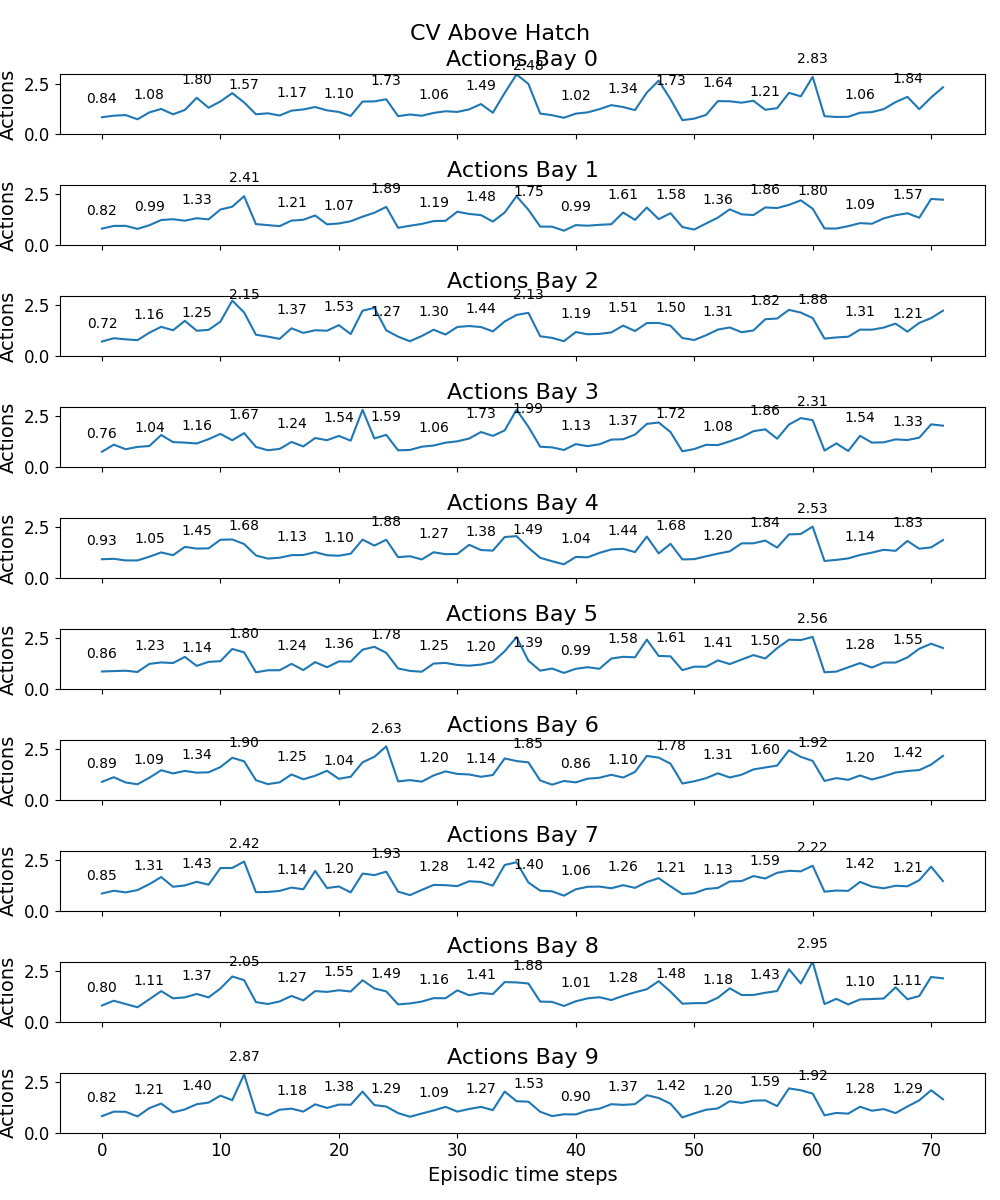 CV Above Hatch
Actions Bay 0
Actions
2.5
0.0
0.84 1.08 1.80 1.57 1.17 1.10 1.73 1.06 1.49 2.48 1.02 1.34 1.73 1.64 1.21 2.83 1.06 1.84
Actions Bay 1
Actions
2.5
0.0
0.82 0.99 1.33 2.41 1.21 1.07 1.89 1.19 1.48 1.75 0.99 1.61 1.58 1.36 1.86 1.80 1.09 1.57
Actions Bay 2
Actions
2.5
0.0
0.72 1.16 1.25 2.15 1.37 1.53 1.27 1.30 1.44 2.13 1.19 1.51 1.50 1.31 1.82 1.88 1.31 1.21
Actions Bay 3
Actions
2.5
0.0
0.76 1.04 1.16 1.67 1.24 1.54 1.59 1.06 1.73 1.99 1.13 1.37 1.72 1.08 1.86 2.31 1.54 1.33
Actions Bay 4
Actions
2.5
0.0
0.93 1.05 1.45 1.68 1.13 1.10 1.88 1.27 1.38 1.49 1.04 1.44 1.68 1.20 1.84 2.53 1.14 1.83
Actions Bay 5
Actions
2.5
0.0
0.86 1.23 1.14 1.80 1.24 1.36 1.78 1.25 1.20 1.39 0.99 1.58 1.61 1.41 1.50 2.56 1.28 1.55
Actions Bay 6
Actions
2.5
0.0
0.89 1.09 1.34 1.90 1.25 1.04 2.63 1.20 1.14 1.85 0.86 1.10 1.78 1.31 1.60 1.92 1.20 1.42
Actions Bay 7
Actions
2.5
0.0
0.85 1.31 1.43 2.42 1.14 1.20 1.93 1.28 1.42 1.40 1.06 1.26 1.21 1.13 1.59 2.22 1.42 1.21
Actions Bay 8
Actions
2.5
0.0
0.80 1.11 1.37 2.05 1.27 1.55 1.49 1.16 1.41 1.88 1.01 1.28 1.48 1.18 1.43 2.95 1.10 1.11
Actions Bay 9
Actions
2.5
0.0
0.82 1.21 1.40 2.87 1.18 1.38 1.29 1.09 1.27 1.53 0.90 1.37 1.42 1.20 1.59 1.92 1.28 1.29
0 10 20 30 40 50 60 70
Episodic time steps